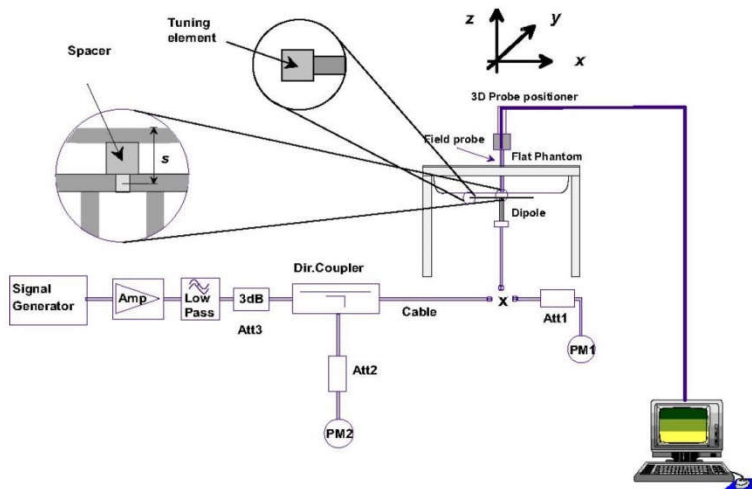 Tuning
element
Spacer
s
z
y
x
3D Probe positioner
Field probe
Flat Phantom
Dipole
Signal
Generator
Amp
Low
Pass
3dB
Att3
Dir.Coupler
Cable
x
Att1
PM1
Att2
PM2